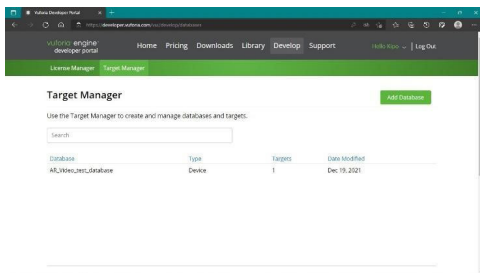 Vuforia Developer Portal
https://developer.vuforia.com/vui/develop/databases
vuforia engine
developer portal
Home Pricing Downloads Library Develop Support
Log Out
License Manager Target Manager
Target Manager
Add Database
Use the Target Manager to create and manage databases and targets.
Search
Database Type Targets Date Modified
AR_Video_test_database Device 1 Dec 19, 2021